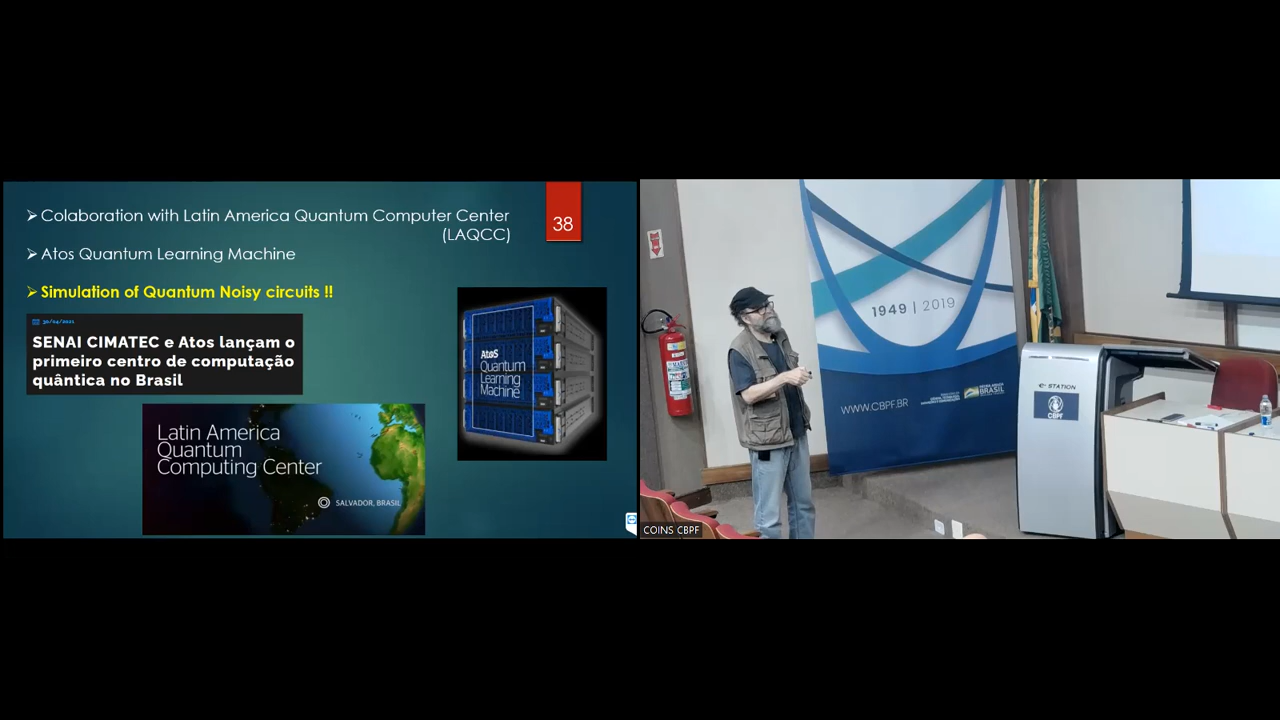 ➢ Colaboration with Latin America Quantum Computer Center
(LAQCC)
38
➢ Atos Quantum Learning Machine
➢ Simulation of Quantum Noisy circuits !!
30/04/2021
SENAI CIMATEC e Atos lançam o
primeiro centro de computação
quântica no Brasil
Atos
Quantum
Learning
Machine
Latin America
Quantum
Computing Center
SALVADOR, BRASIL
1949 | 2019
WWW.CBPF.BR
BRASIL
e-STATION
CBPF
COINS CBPF